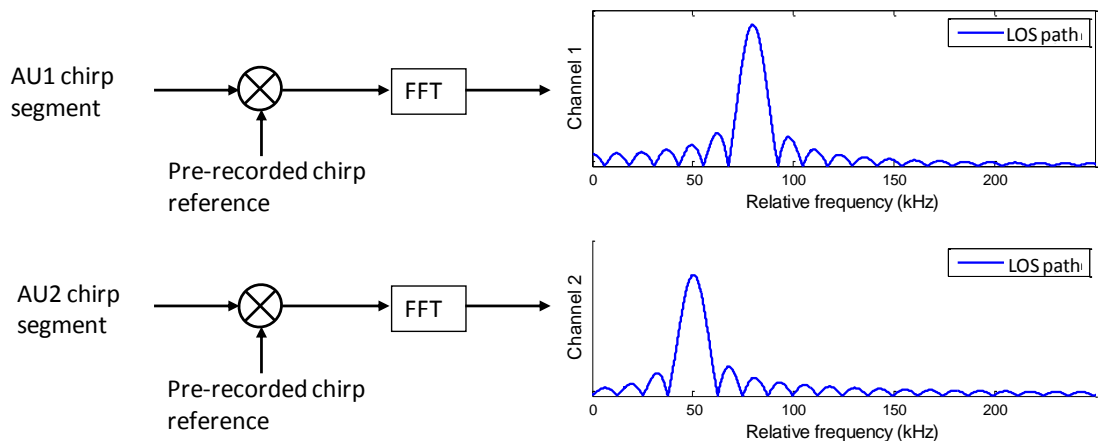 AU1 chirp
segment
FFT
Pre-recorded chirp
reference
Channel 1
LOS path
0 50 100 150 200
Relative frequency (kHz)
AU2 chirp
segment
FFT
Pre-recorded chirp
reference
Channel 2
LOS path
0 50 100 150 200
Relative frequency (kHz)